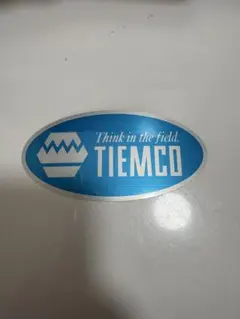 Think in the field.
TIEMCO